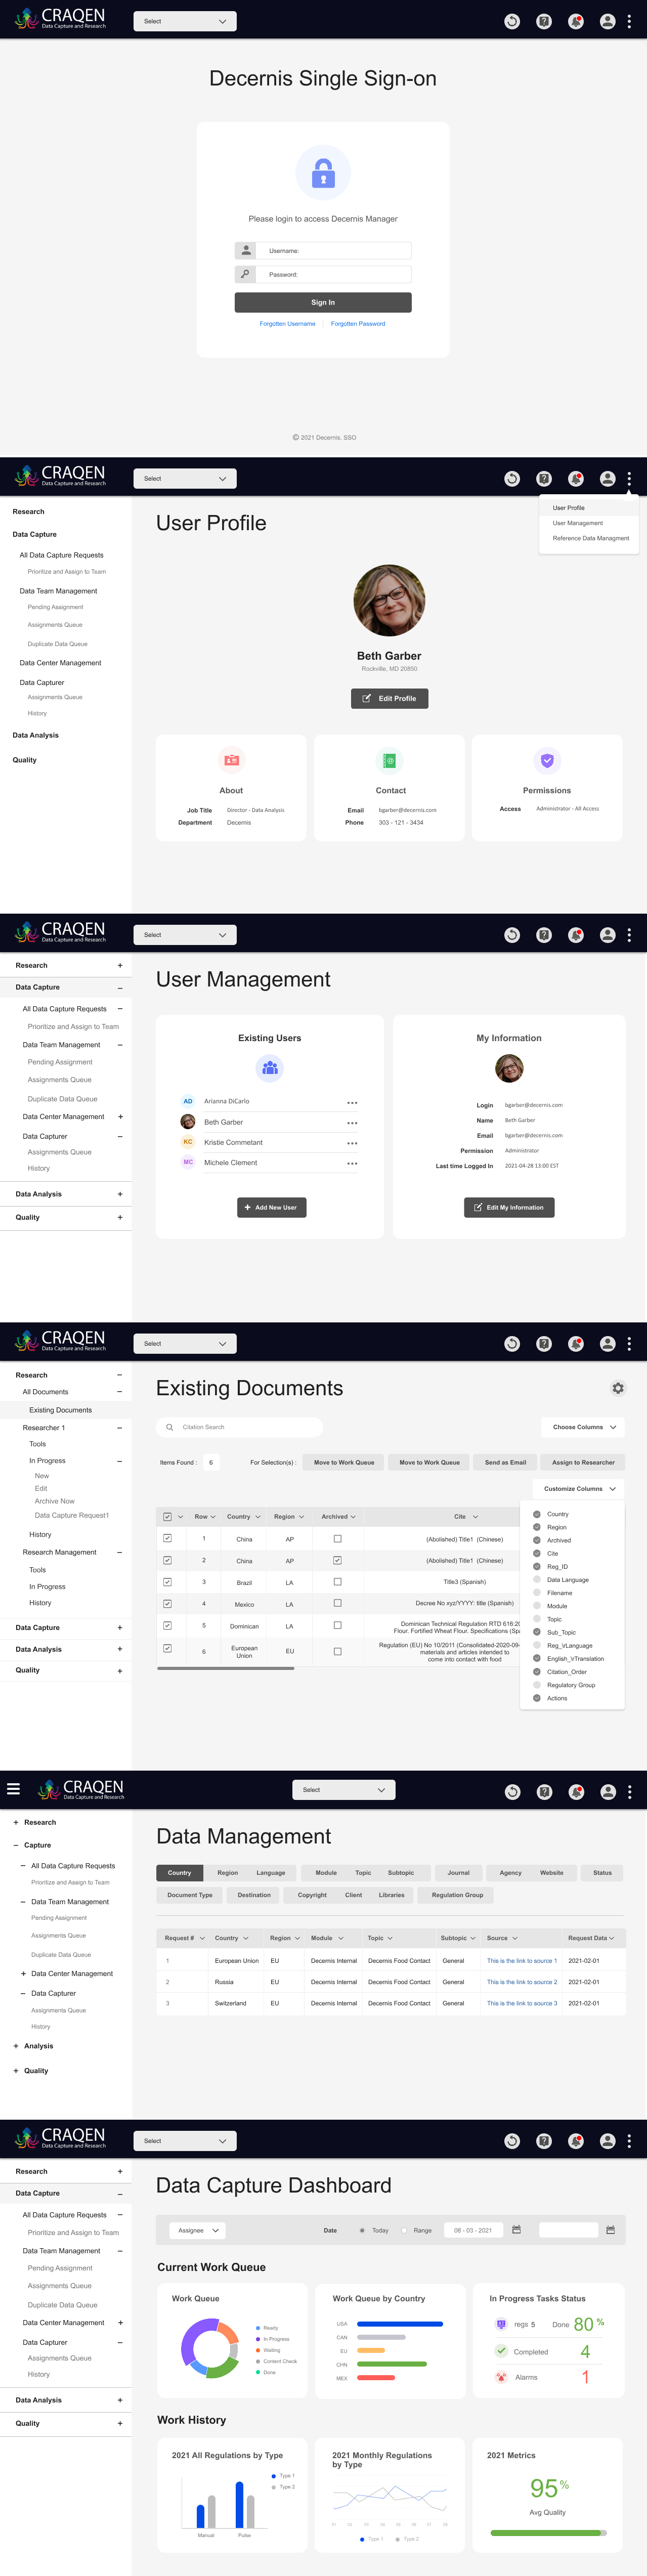 CRAQEN
Data Capture and Research
Select
Decernis Single Sign-on
Please login to access Decernis Manager
Username:
Password:
Sign In
Forgotten Username | Forgotten Password
© 2021 Decernis. SSO
CRAQEN
Data Capture and Research
Select
User Profile
User Management
Reference Data Managment
Research
Data Capture
All Data Capture Requests
Prioritize and Assign to Team
Data Team Management
Pending Assignment
Assignments Queue
Duplicate Data Queue
Data Center Management
Data Capturer
Assignments Queue
History
Data Analysis
Quality
User Profile
Beth Garber
Rockville, MD 20850
Edit Profile
About
Job Title Director - Data Analysis
Department Decernis
Contact
Email bgarber@decernis.com
Phone 303 - 121 - 3434
Permissions
Access Administrator - All Access
CRAQEN
Data Capture and Research
Select
Research +
Data Capture –
All Data Capture Requests –
Prioritize and Assign to Team
Data Team Management –
Pending Assignment
Assignments Queue
Duplicate Data Queue
Data Center Management +
Data Capturer –
Assignments Queue
History
Data Analysis +
Quality +
User Management
Existing Users
AD Arianna DiCarlo
Beth Garber
KC Kristie Commetant
MC Michele Clement
+ Add New User
My Information
Login bgarber@decernis.com
Name Beth Garber
Email bgarber@decernis.com
Permission Administrator
Last time Logged In 2021-04-28 13:00 EST
Edit My Information
CRAQEN
Data Capture and Research
Select
Research –
All Documents –
Existing Documents
Researcher 1 –
Tools
In Progress –
New
Edit
Archive Now
Data Capture Request1
History
Research Management –
Tools
In Progress
History
Data Capture +
Data Analysis +
Quality +
Existing Documents
Citation Search
Choose Columns
Items Found : 6
For Selection(s) : Move to Work Queue Move to Work Queue Send as Email Assign to Researcher
Customize Columns
Row Country Region Archived Cite
1 China AP (Abolished) Title1 (Chinese)
2 China AP (Abolished) Title1 (Chinese)
3 Brazil LA Title3 (Spanish)
4 Mexico LA Decree No xyz/YYYY: title (Spanish)
5 Dominican LA Dominican Technical Regulation RTD 616:20
Flour. Fortified Wheat Flour. Specifications (Sp
6 European Union EU Regulation (EU) No 10/2011 (Consolidated-2020-09-
materials and articles intended to
come into contact with food
Country
Region
Archived
Cite
Reg_ID
Data Language
Filename
Module
Topic
Sub_Topic
Reg_\rLanguage
English_\rTranslation
Citation_Order
Regulatory Group
Actions
CRAQEN
Data Capture and Research
Select
+ Research
– Capture
– All Data Capture Requests
Prioritize and Assign to Team
– Data Team Management
Pending Assignment
Assignments Queue
Duplicate Data Queue
+ Data Center Management
– Data Capturer
Assignments Queue
History
+ Analysis
+ Quality
Data Management
Country Region Language Module Topic Subtopic Journal Agency Website Status
Document Type Destination Copyright Client Libraries Regulation Group
Request # Country Region Module Topic Subtopic Source Request Data
1 European Union EU Decernis Internal Decernis Food Contact General This is the link to source 1 2021-02-01
2 Russia EU Decernis Internal Decernis Food Contact General This is the link to source 2 2021-02-01
3 Switzerland EU Decernis Internal Decernis Food Contact General This is the link to source 3 2021-02-01
CRAQEN
Data Capture and Research
Select
Research +
Data Capture –
All Data Capture Requests –
Prioritize and Assign to Team
Data Team Management –
Pending Assignment
Assignments Queue
Duplicate Data Queue
Data Center Management +
Data Capturer –
Assignments Queue
History
Data Analysis +
Quality +
Data Capture Dashboard
Assignee
Date Today Range 06 - 03 - 2021
Current Work Queue
Work Queue
Ready
In Progress
Waiting
Content Check
Done
Work Queue by Country
USA
CAN
EU
CHN
MEX
In Progress Tasks Status
regs 5 Done 80 %
Completed 4
Alarms 1
Work History
2021 All Regulations by Type
Type 1
Type 2
Manual Pulse
2021 Monthly Regulations
by Type
01 02 03 04 05 06 07 08
Type 1 Type 2
2021 Metrics
95 %
Avg Quality